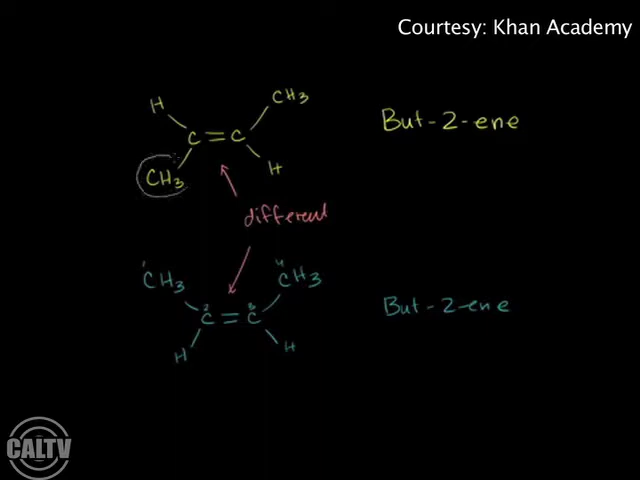 Courtesy: Khan Academy
H
CH3
C=C
But-2-ene
CH3
H
different
1
CH3
4
CH3
2
3
C=C
But-2-ene
H
H
CALTV